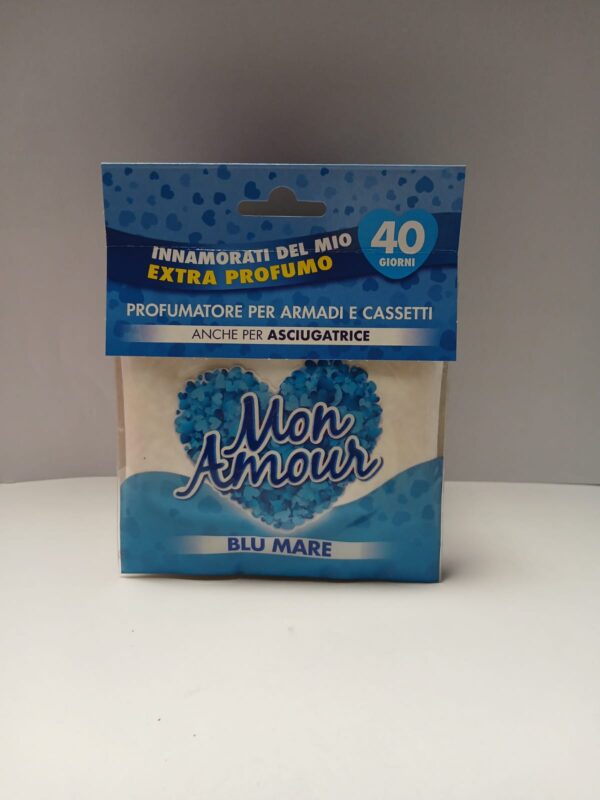 INNAMORATI DEL MIO
EXTRA PROFUMO
40
GIORNI
PROFUMATORE PER ARMADI E CASSETTI
ANCHE PER ASCIUGATRICE
Mon
Amour
BLU MARE